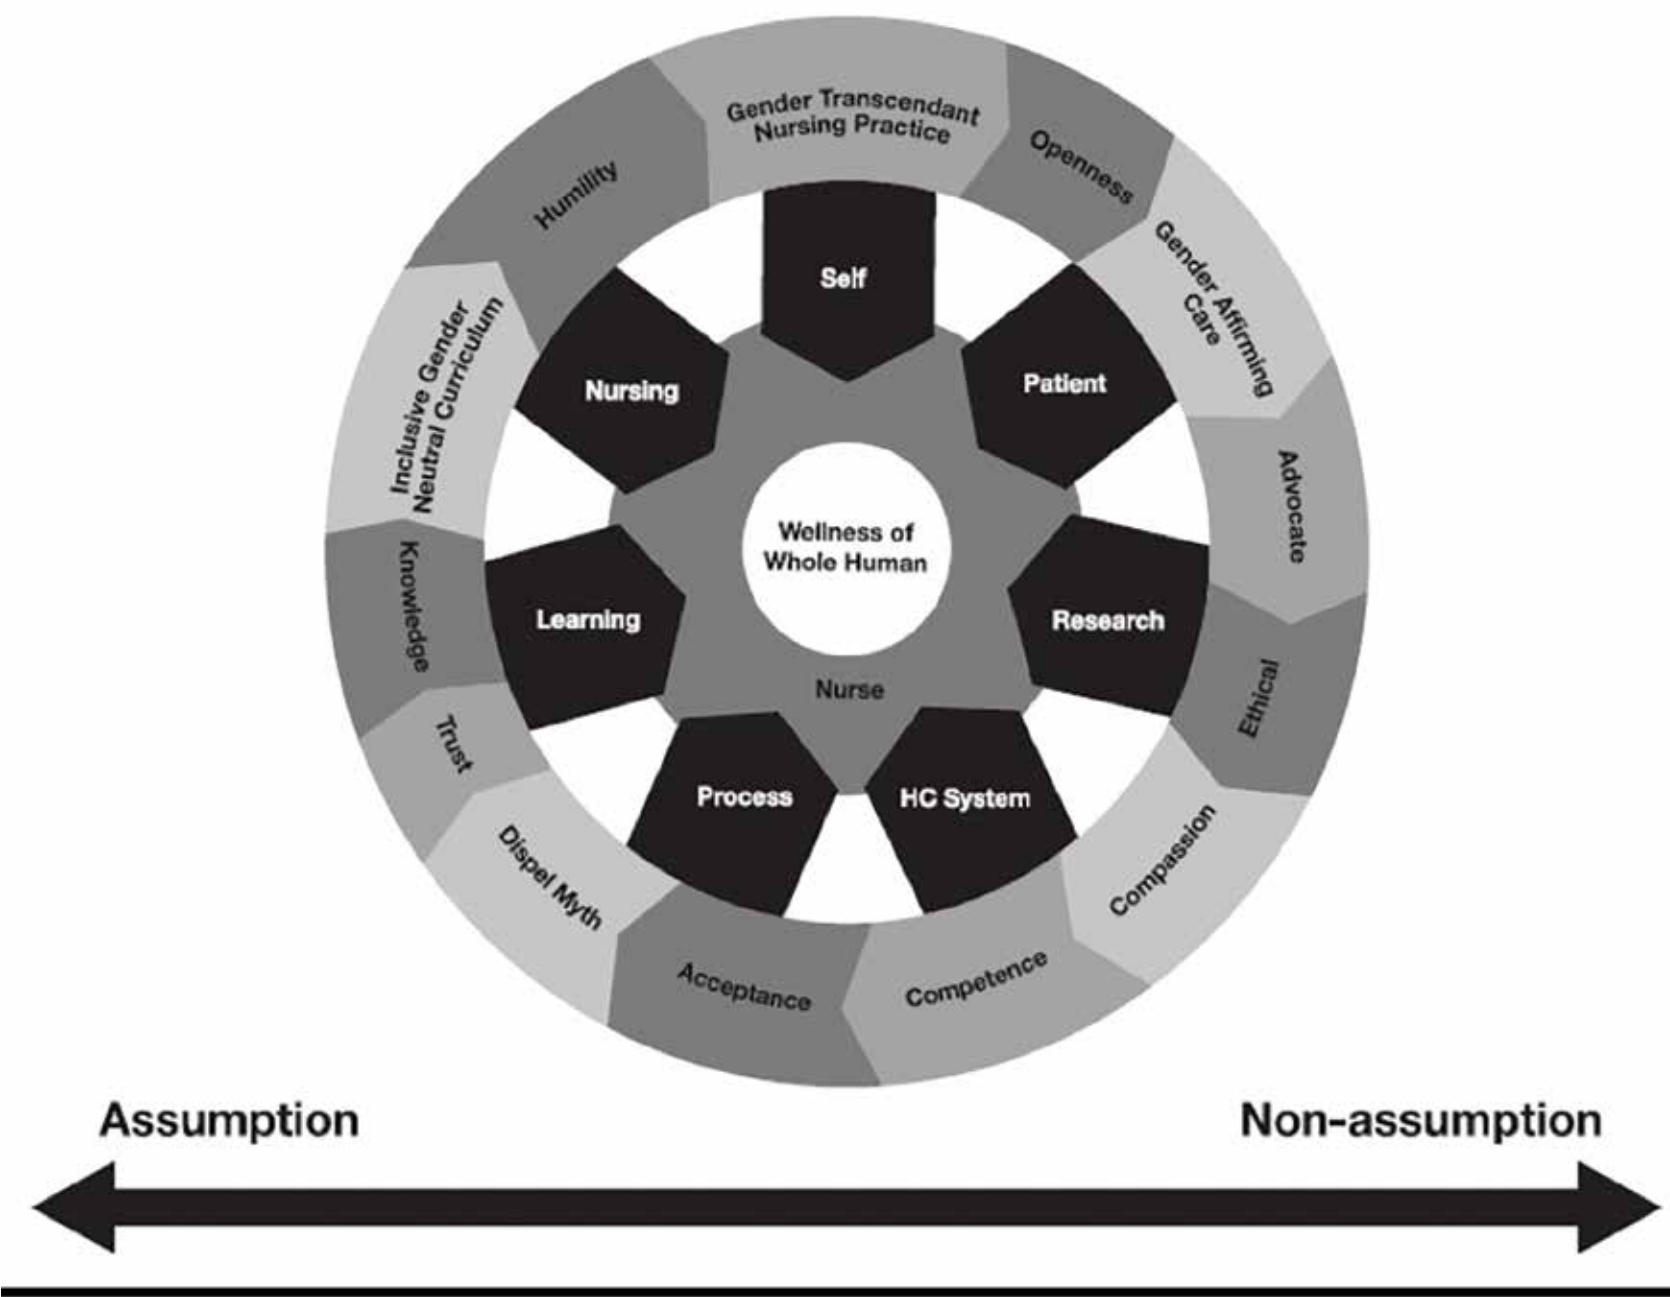 Gender Transcendant
Nursing Practice
Openness
Gender Affirming
Care
Advocate
Ethical
Compassion
Competence
Acceptance
Dispel Myth
Trust
Knowledge
Inclusive Gender
Neutral Curriculum
Humility
Self
Patient
Research
HC System
Process
Learning
Nursing
Wellness of
Whole Human
Nurse
Assumption
Non-assumption